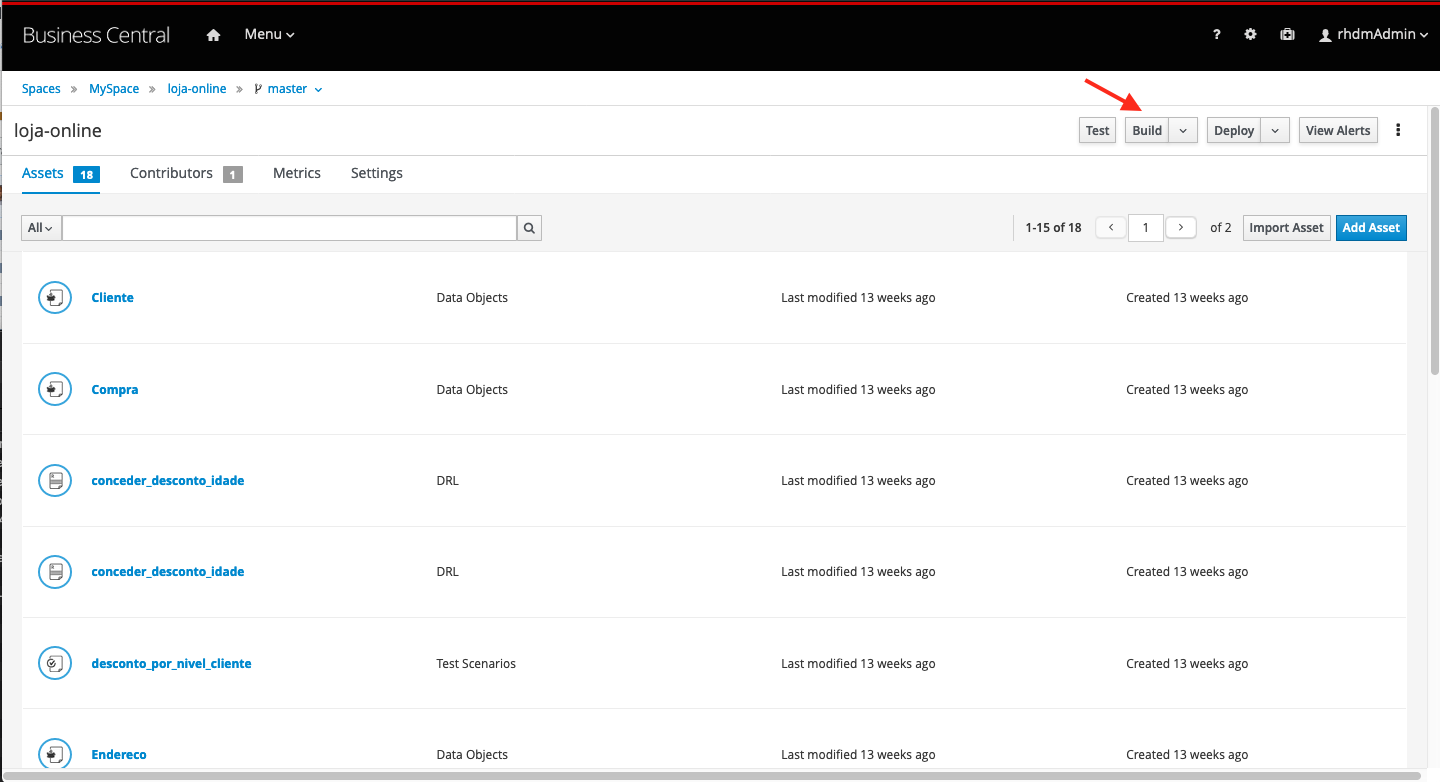 Business Central Menu ? rhdmAdmin
Spaces » MySpace » loja-online » master
loja-online Test Build Deploy View Alerts
Assets 18 Contributors 1 Metrics Settings
All 1-15 of 18 < 1 > of 2 Import Asset Add Asset
Cliente Data Objects Last modified 13 weeks ago Created 13 weeks ago
Compra Data Objects Last modified 13 weeks ago Created 13 weeks ago
conceder_desconto_idade DRL Last modified 13 weeks ago Created 13 weeks ago
conceder_desconto_idade DRL Last modified 13 weeks ago Created 13 weeks ago
desconto_por_nivel_cliente Test Scenarios Last modified 13 weeks ago Created 13 weeks ago
Endereco Data Objects Last modified 13 weeks ago Created 13 weeks ago